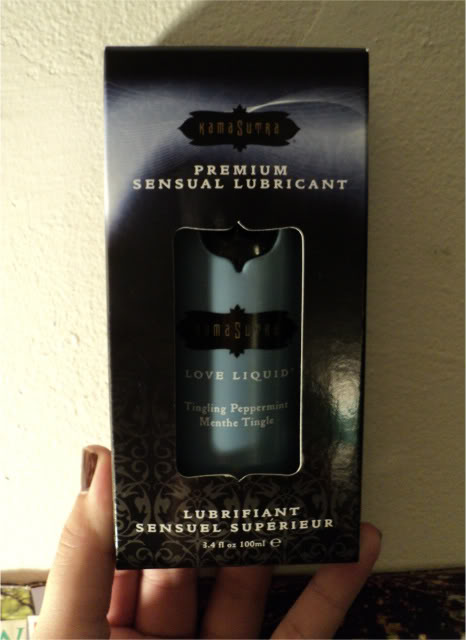 KAMASUTRA
PREMIUM
SENSUAL LUBRICANT
KAMASUTRA
LOVE LIQUID
Tingling Peppermint
Menthe Tingle
LUBRIFIANT
SENSUEL SUPÉRIEUR
3.4 fl oz 100ml ℮